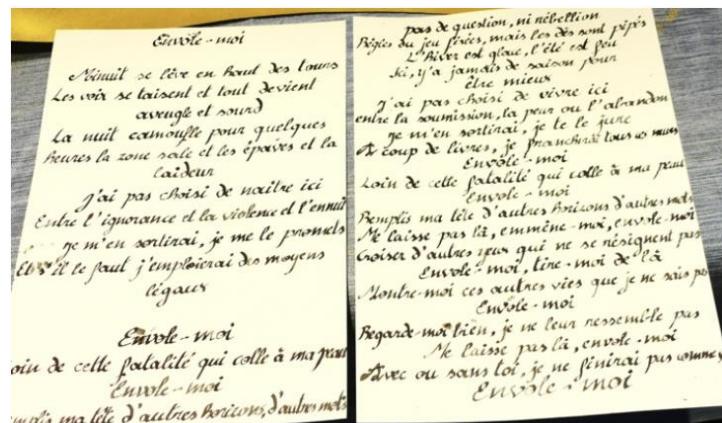 Envole-moi
Minuit se lève en haut des tours
Les voix se taisent et tout devient
aveugle et sourd
La nuit camoufle pour quelques
heures la zone sale et les épaves et la
laideur
J'ai pas choisi de naître ici
Entre l'ignorance et la violence et l'ennui
Je m'en sortirai, je me le promets
Et s'il le faut j'emploierai des moyens
légaux
Envole-moi
Loin de cette fatalité qui colle à ma peau
Envole-moi
Remplis ma tête d'autres horizons, d'autres mots
pas de question, ni rébellion
Règles du jeu fixées, mais les dés sont pipés
L'hiver est glace, l'été est feu
Ici, y'a jamais de saison pour
être mieux
J'ai pas choisi de vivre ici
entre la soumission, la peur ou l'abandon
Je m'en sortirai, je te le jure
A coup de livres, je franchirai tous ces murs
Envole-moi
Loin de cette fatalité qui colle à ma peau
Envole-moi
Remplis ma tête d'autres horizons, d'autres mots
Me laisse pas là, emmène-moi, envole-moi
Croiser d'autres yeux qui ne se résignent pas
Envole-moi, tire-moi de là
Montre-moi ces autres vies que je ne sais pas
Envole-moi
Regarde-moi bien, je ne leur ressemble pas
Me laisse pas là, envole-moi
Avec ou sans toi, je ne finirai pas comme
Envole-moi